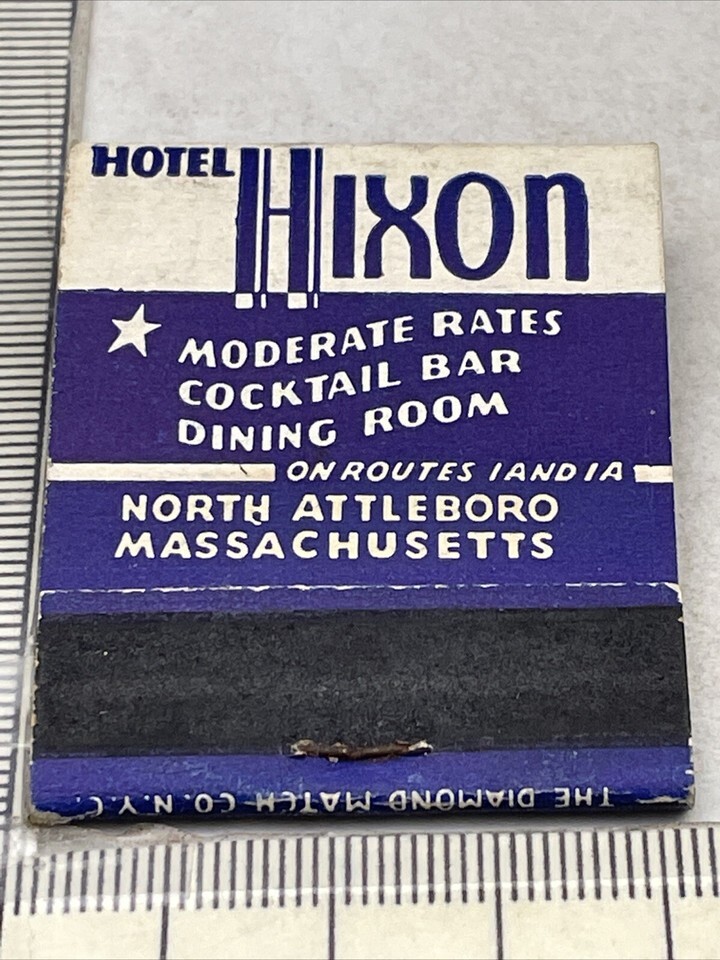 HOTEL HIXON
MODERATE RATES
COCKTAIL BAR
DINING ROOM
ON ROUTES 1 AND 1A
NORTH ATTLEBORO
MASSACHUSETTS
THE DIAMOND MATCH CO. N.Y.C.